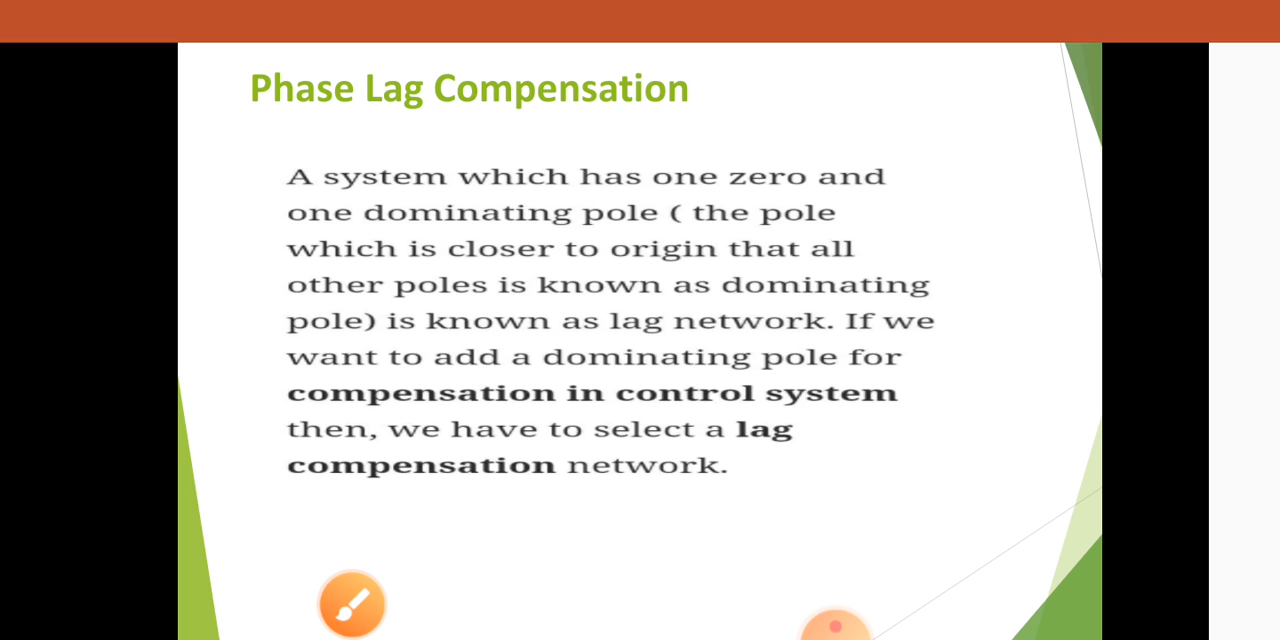 Phase Lag Compensation
A system which has one zero and
one dominating pole ( the pole
which is closer to origin that all
other poles is known as dominating
pole) is known as lag network. If we
want to add a dominating pole for
compensation in control system
then, we have to select a lag
compensation network.